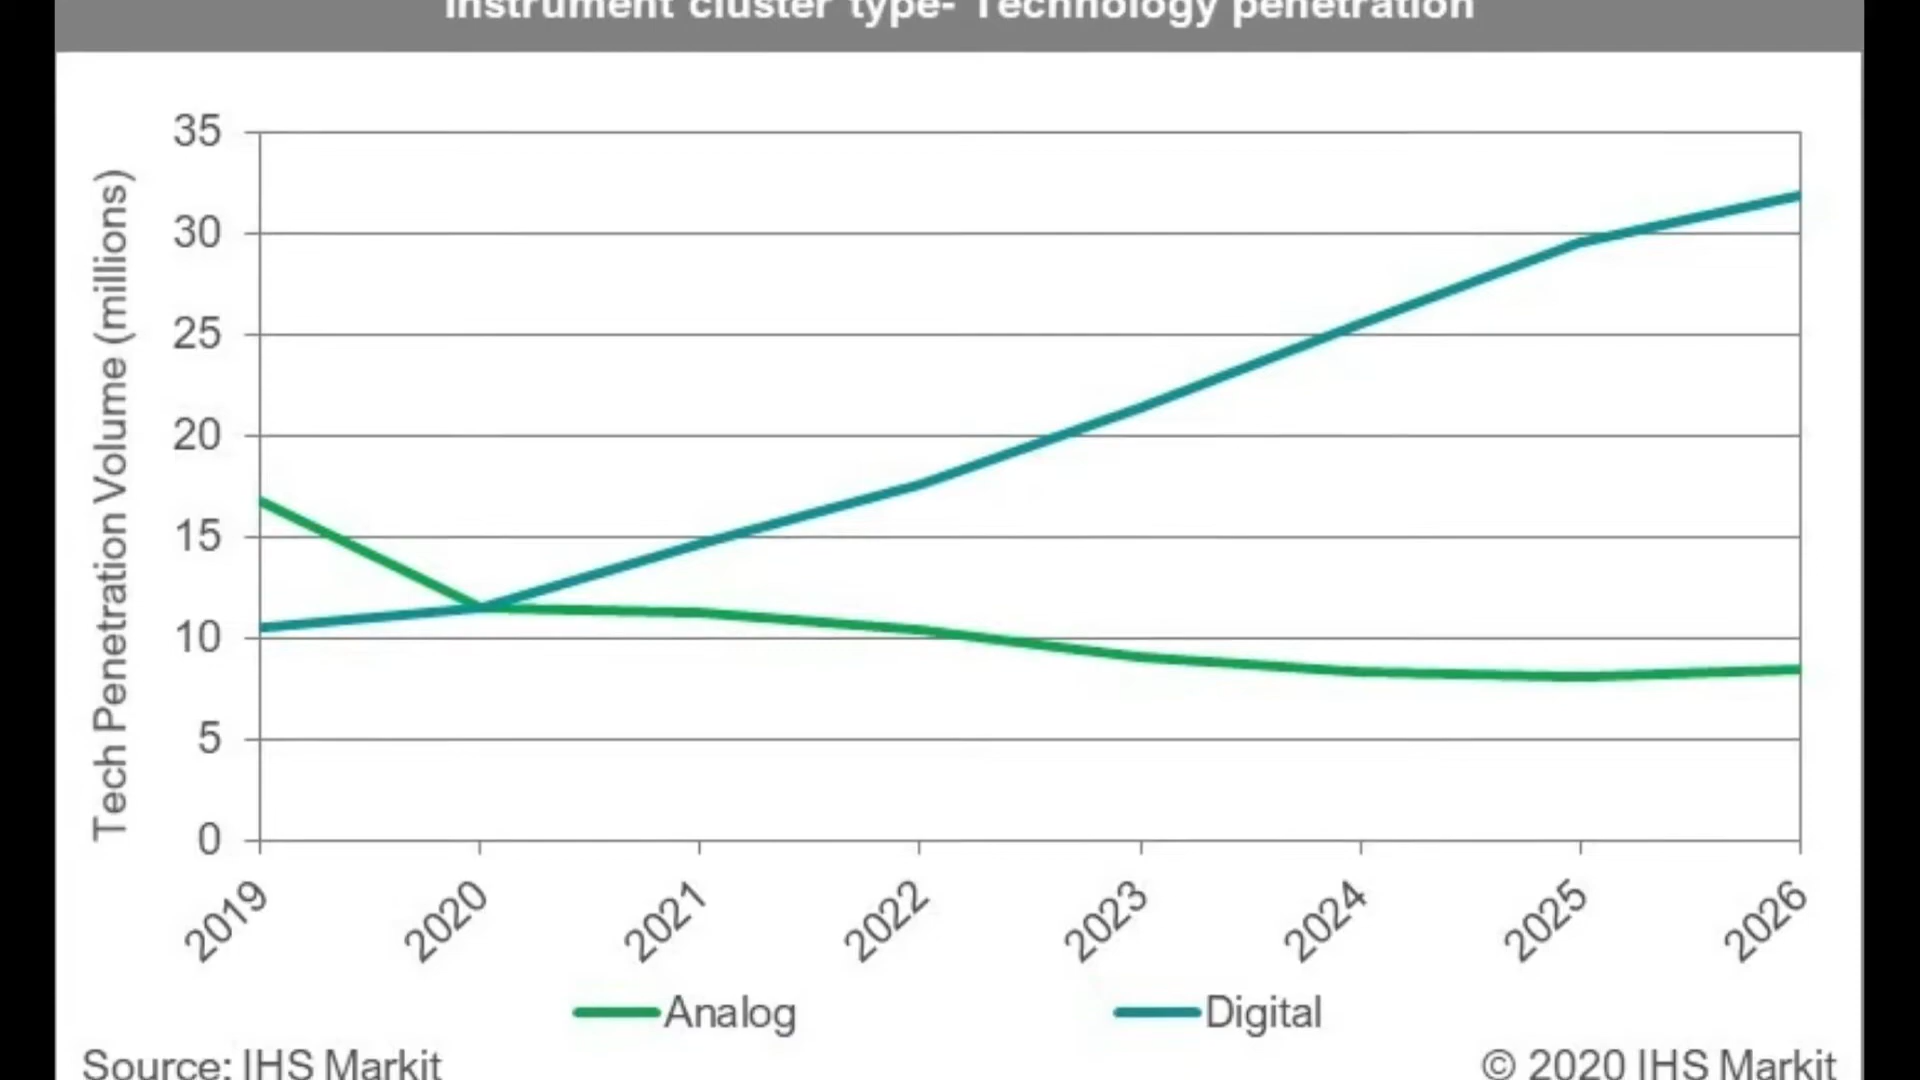 Instrument cluster type- Technology penetration
Tech Penetration Volume (millions)
35
30
25
20
15
10
5
0
2019
2020
2021
2022
2023
2024
2025
2026
Analog
Digital
Source: IHS Markit
© 2020 IHS Markit